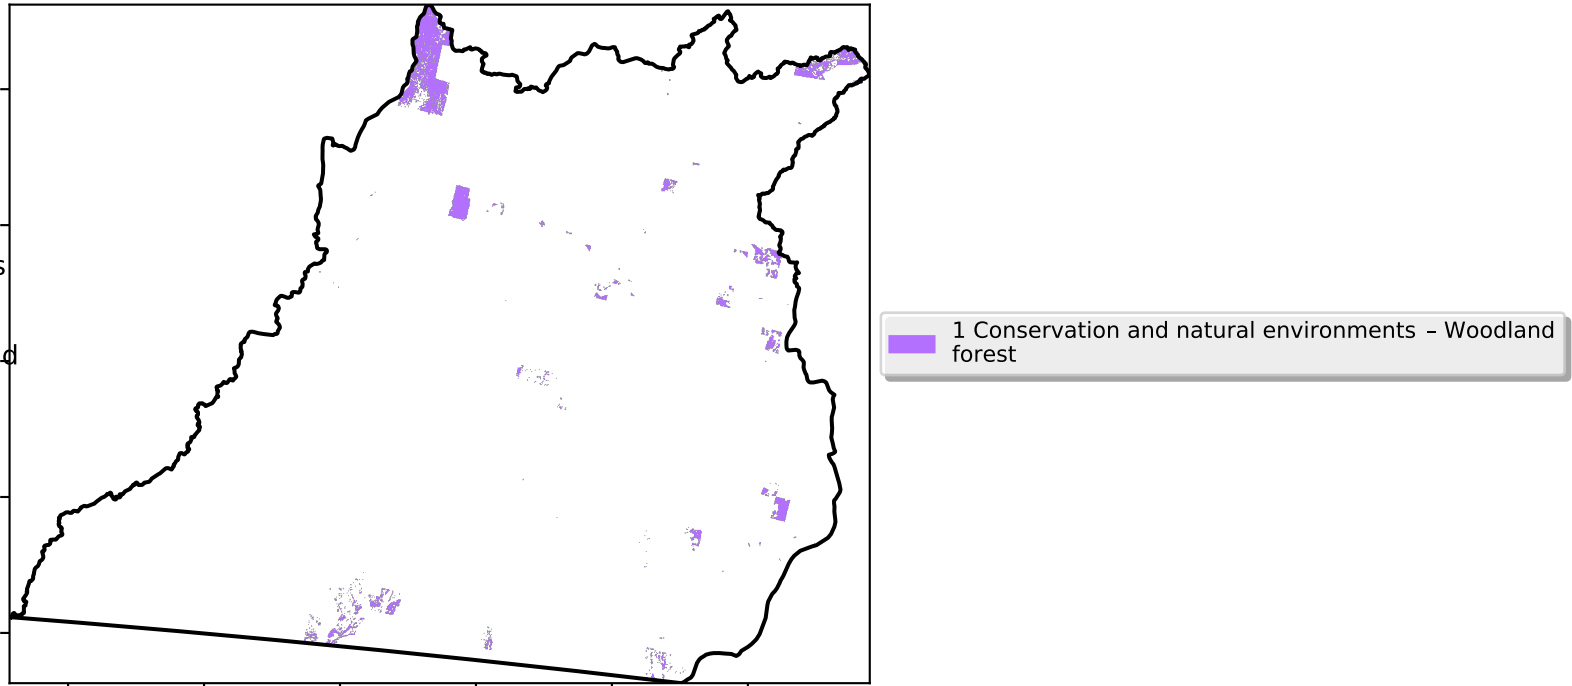 s
d
1 Conservation and natural environments – Woodland
forest